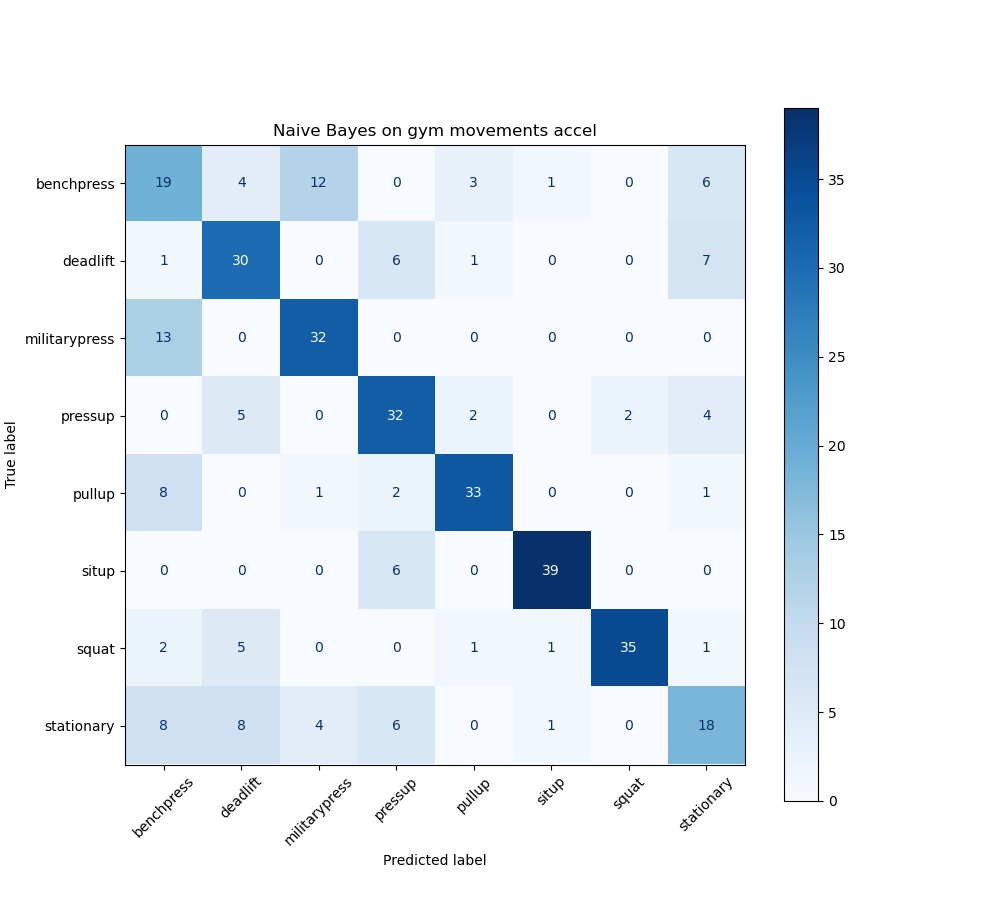 Naive Bayes on gym movements accel
True label
benchpress 19 4 12 0 3 1 0 6
deadlift 1 30 0 6 1 0 0 7
militarypress 13 0 32 0 0 0 0 0
pressup 0 5 0 32 2 0 2 4
pullup 8 0 1 2 33 0 0 1
situp 0 0 0 6 0 39 0 0
squat 2 5 0 0 1 1 35 1
stationary 8 8 4 6 0 1 0 18
benchpress deadlift militarypress pressup pullup situp squat stationary
Predicted label
35
30
25
20
15
10
5
0